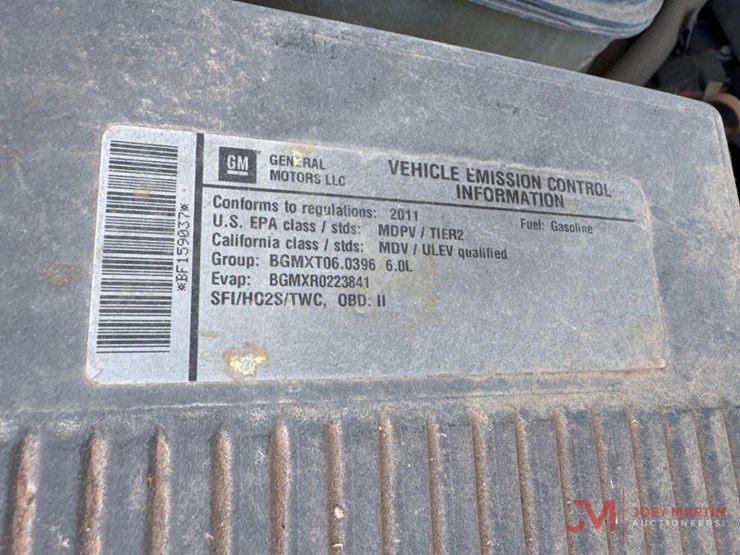 *BF159037*
GM
GENERAL
MOTORS LLC
VEHICLE EMISSION CONTROL
INFORMATION
Conforms to regulations: 2011
Fuel: Gasoline
U.S. EPA class / stds: MDPV / TIER2
California class / stds: MDV / ULEV qualified
Group: BGMXT06.0396 6.0L
Evap: BGMXR0223841
SFI/HO2S/TWC, OBD: II
JM
JOEY MARTIN
AUCTIONEERS